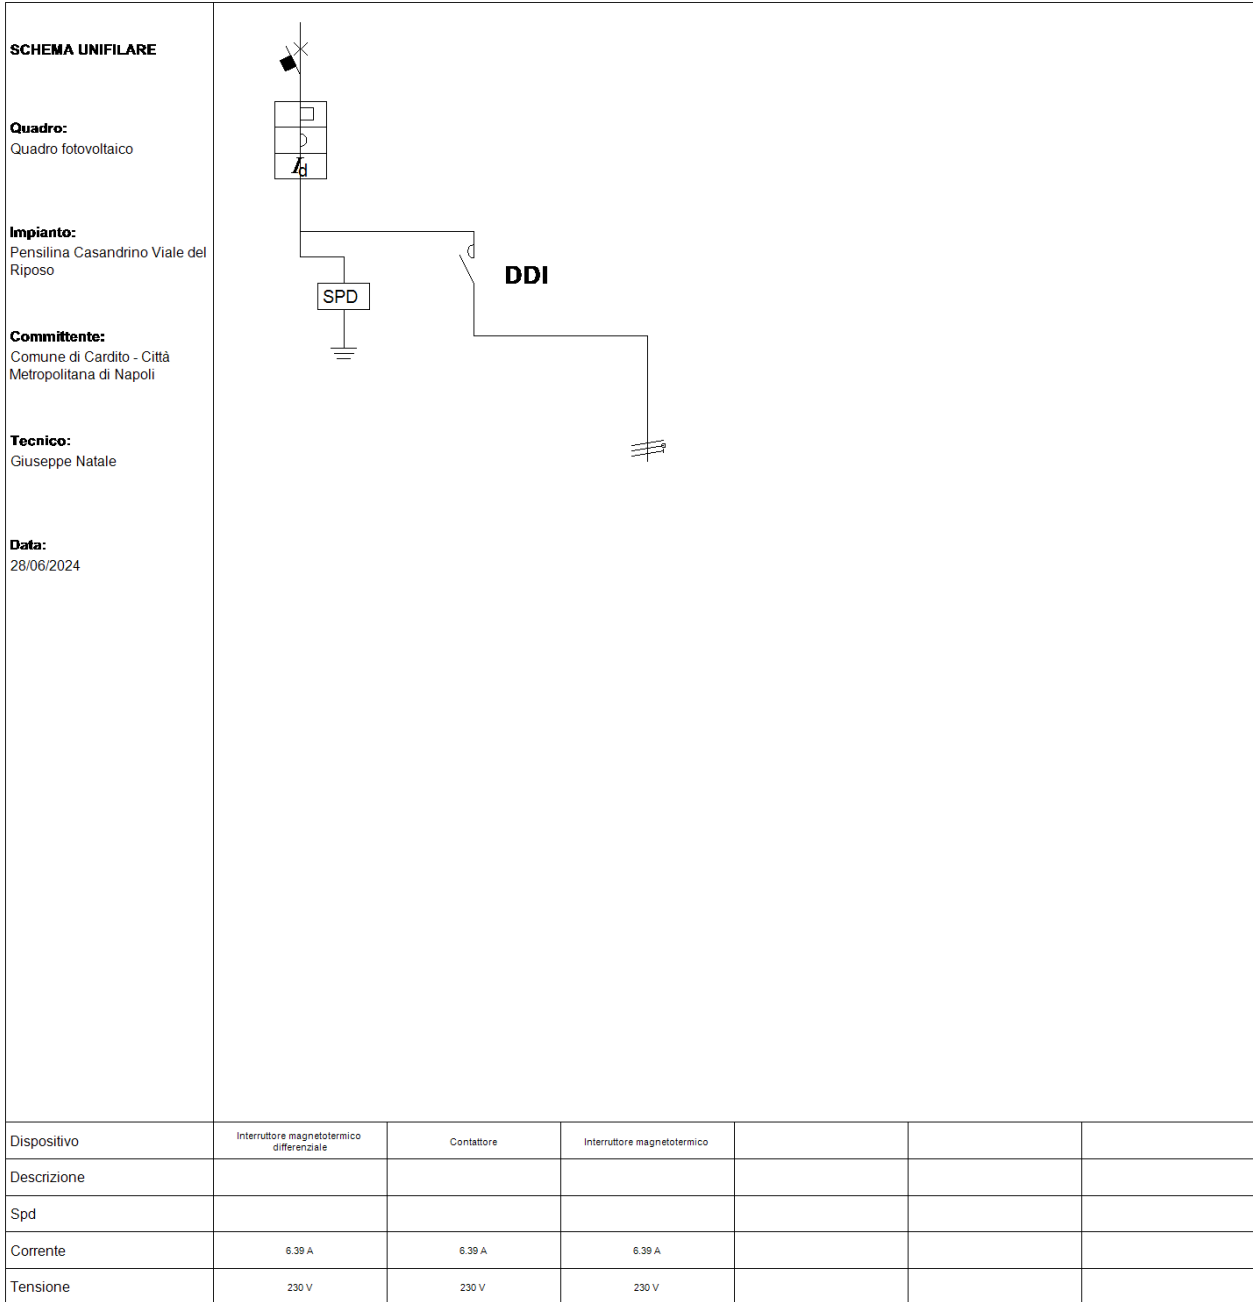 SCHEMA UNIFILARE
Quadro:
Quadro fotovoltaico
Impianto:
Pensilina Casandrino Viale del
Riposo
Committente:
Comune di Cardito - Città
Metropolitana di Napoli
Tecnico:
Giuseppe Natale
Data:
28/06/2024
Id
SPD
DDI
Dispositivo
Interruttore magnetotermico
differenziale
Contattore
Interruttore magnetotermico
Descrizione
Spd
Corrente
6.39 A
6.39 A
6.39 A
Tensione
230 V
230 V
230 V